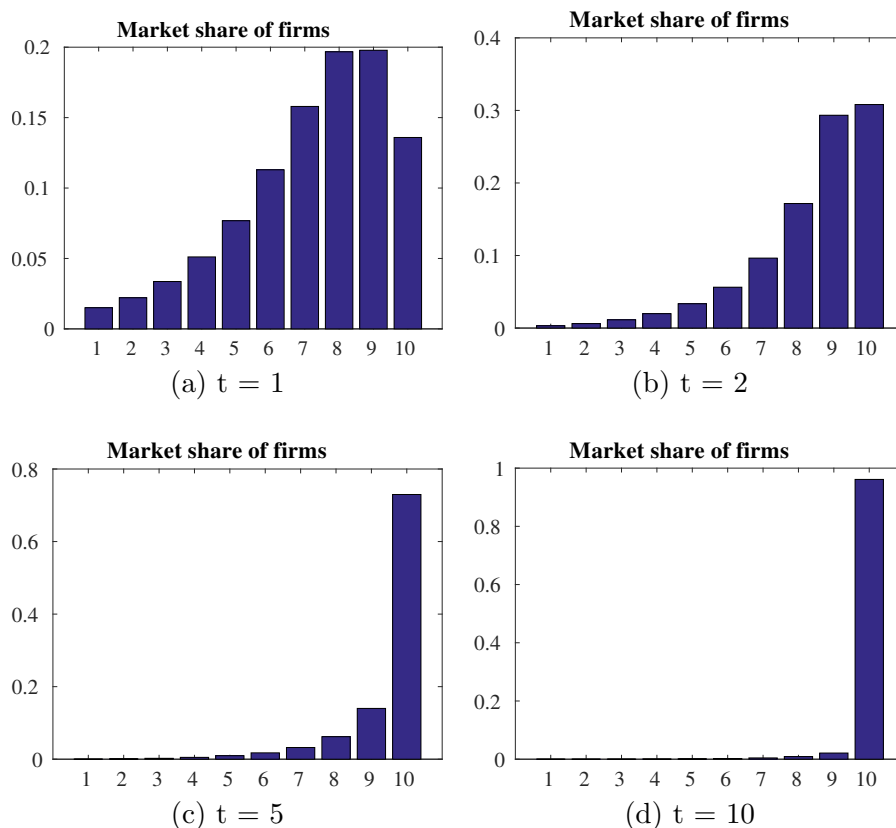 Market share of firms
0.2
0.15
0.1
0.05
0
1 2 3 4 5 6 7 8 9 10
(a) t = 1
Market share of firms
0.4
0.3
0.2
0.1
0
1 2 3 4 5 6 7 8 9 10
(b) t = 2
Market share of firms
0.8
0.6
0.4
0.2
0
1 2 3 4 5 6 7 8 9 10
(c) t = 5
Market share of firms
1
0.8
0.6
0.4
0.2
0
1 2 3 4 5 6 7 8 9 10
(d) t = 10